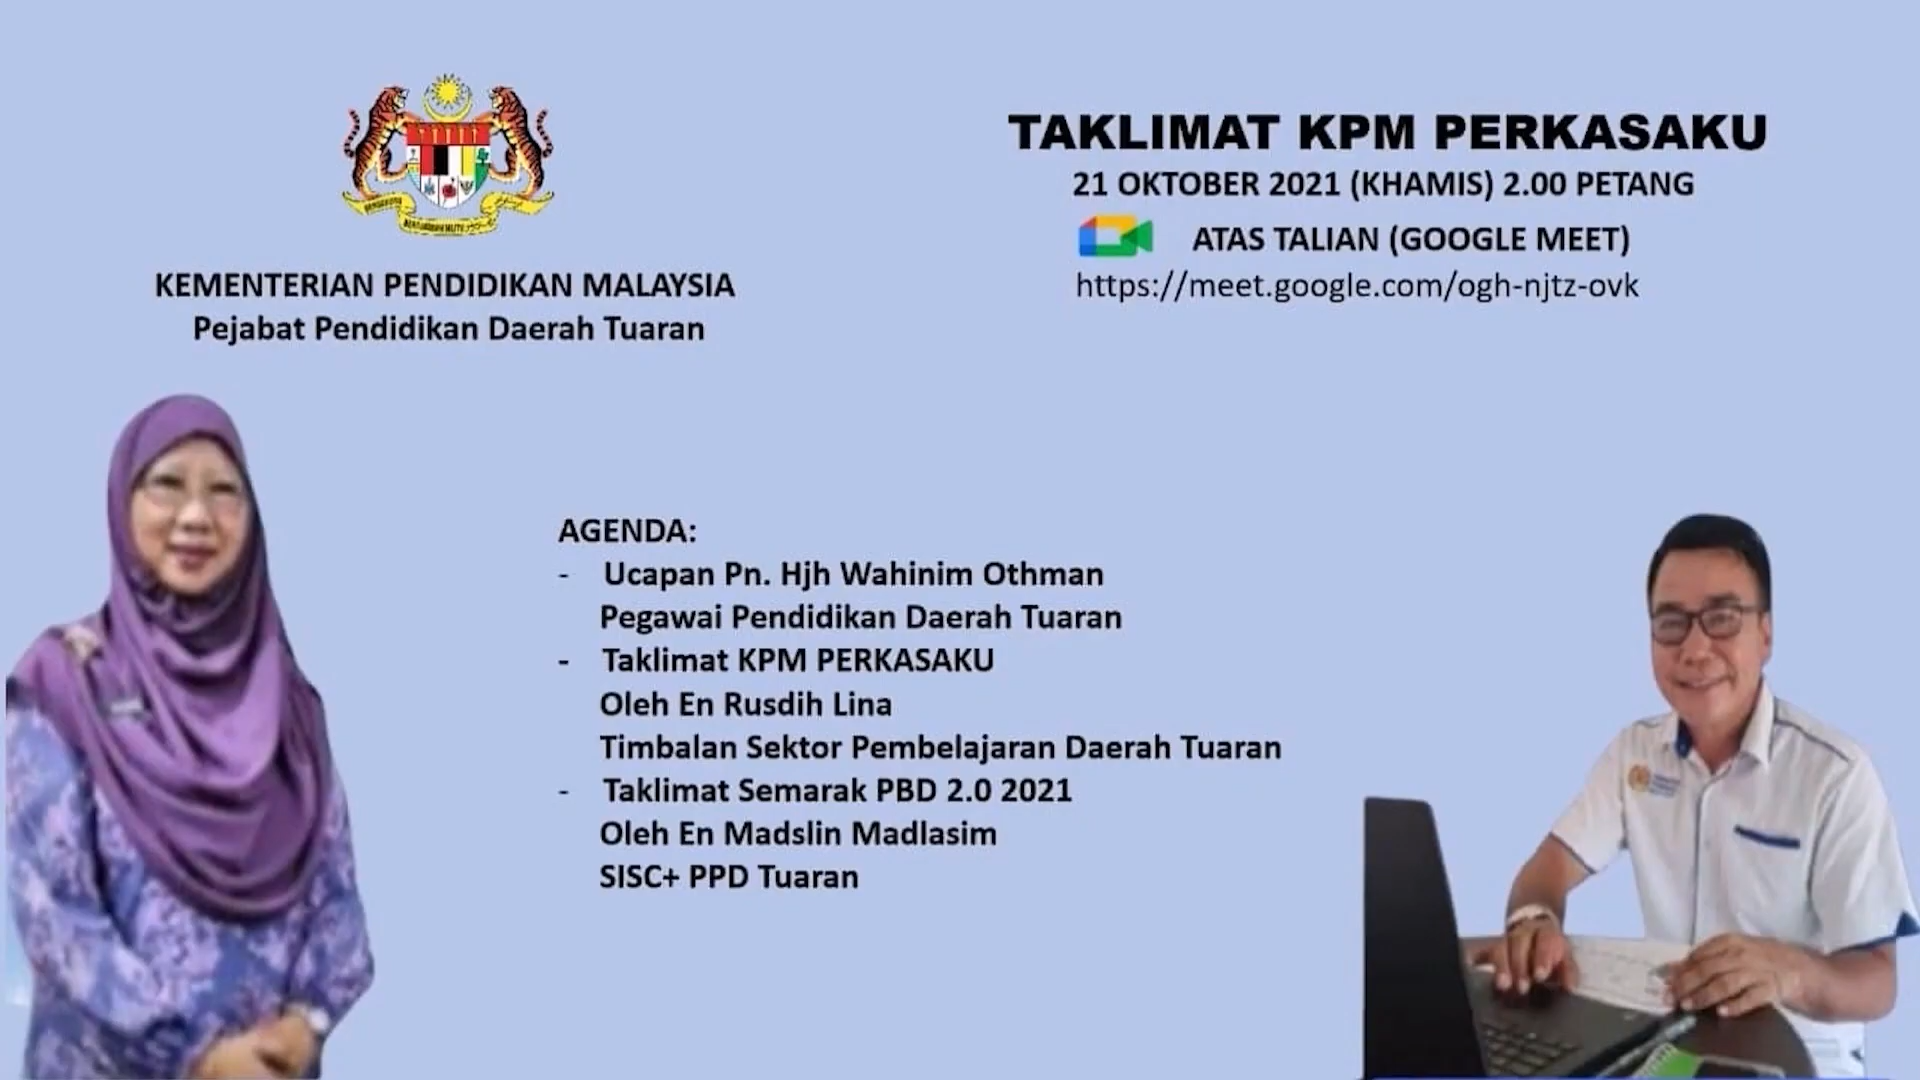 KEMENTERIAN PENDIDIKAN MALAYSIA
Pejabat Pendidikan Daerah Tuaran
TAKLIMAT KPM PERKASAKU
21 OKTOBER 2021 (KHAMIS) 2.00 PETANG
ATAS TALIAN (GOOGLE MEET)
https://meet.google.com/ogh-njtz-ovk
AGENDA:
- Ucapan Pn. Hjh Wahinim Othman
Pegawai Pendidikan Daerah Tuaran
- Taklimat KPM PERKASAKU
Oleh En Rusdih Lina
Timbalan Sektor Pembelajaran Daerah Tuaran
- Taklimat Semarak PBD 2.0 2021
Oleh En Madslin Madlasim
SISC+ PPD Tuaran